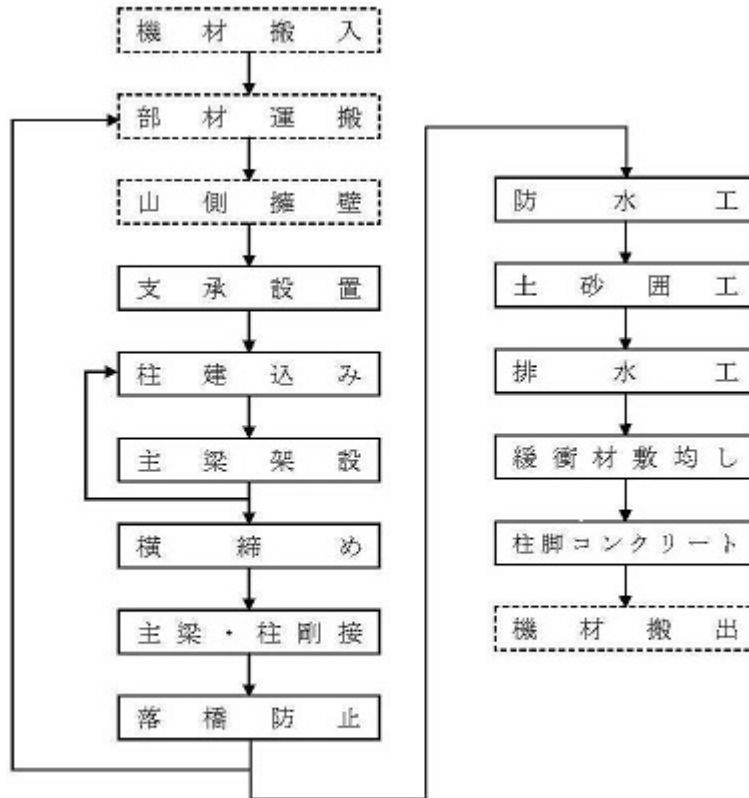 機材搬入
部材運搬
山側擁壁
支承設置
柱建込み
主梁架設
横締め
主梁・柱剛接
落橋防止
防水工
土砂囲工
排水工
緩衝材敷均し
柱脚コンクリート
機材搬出